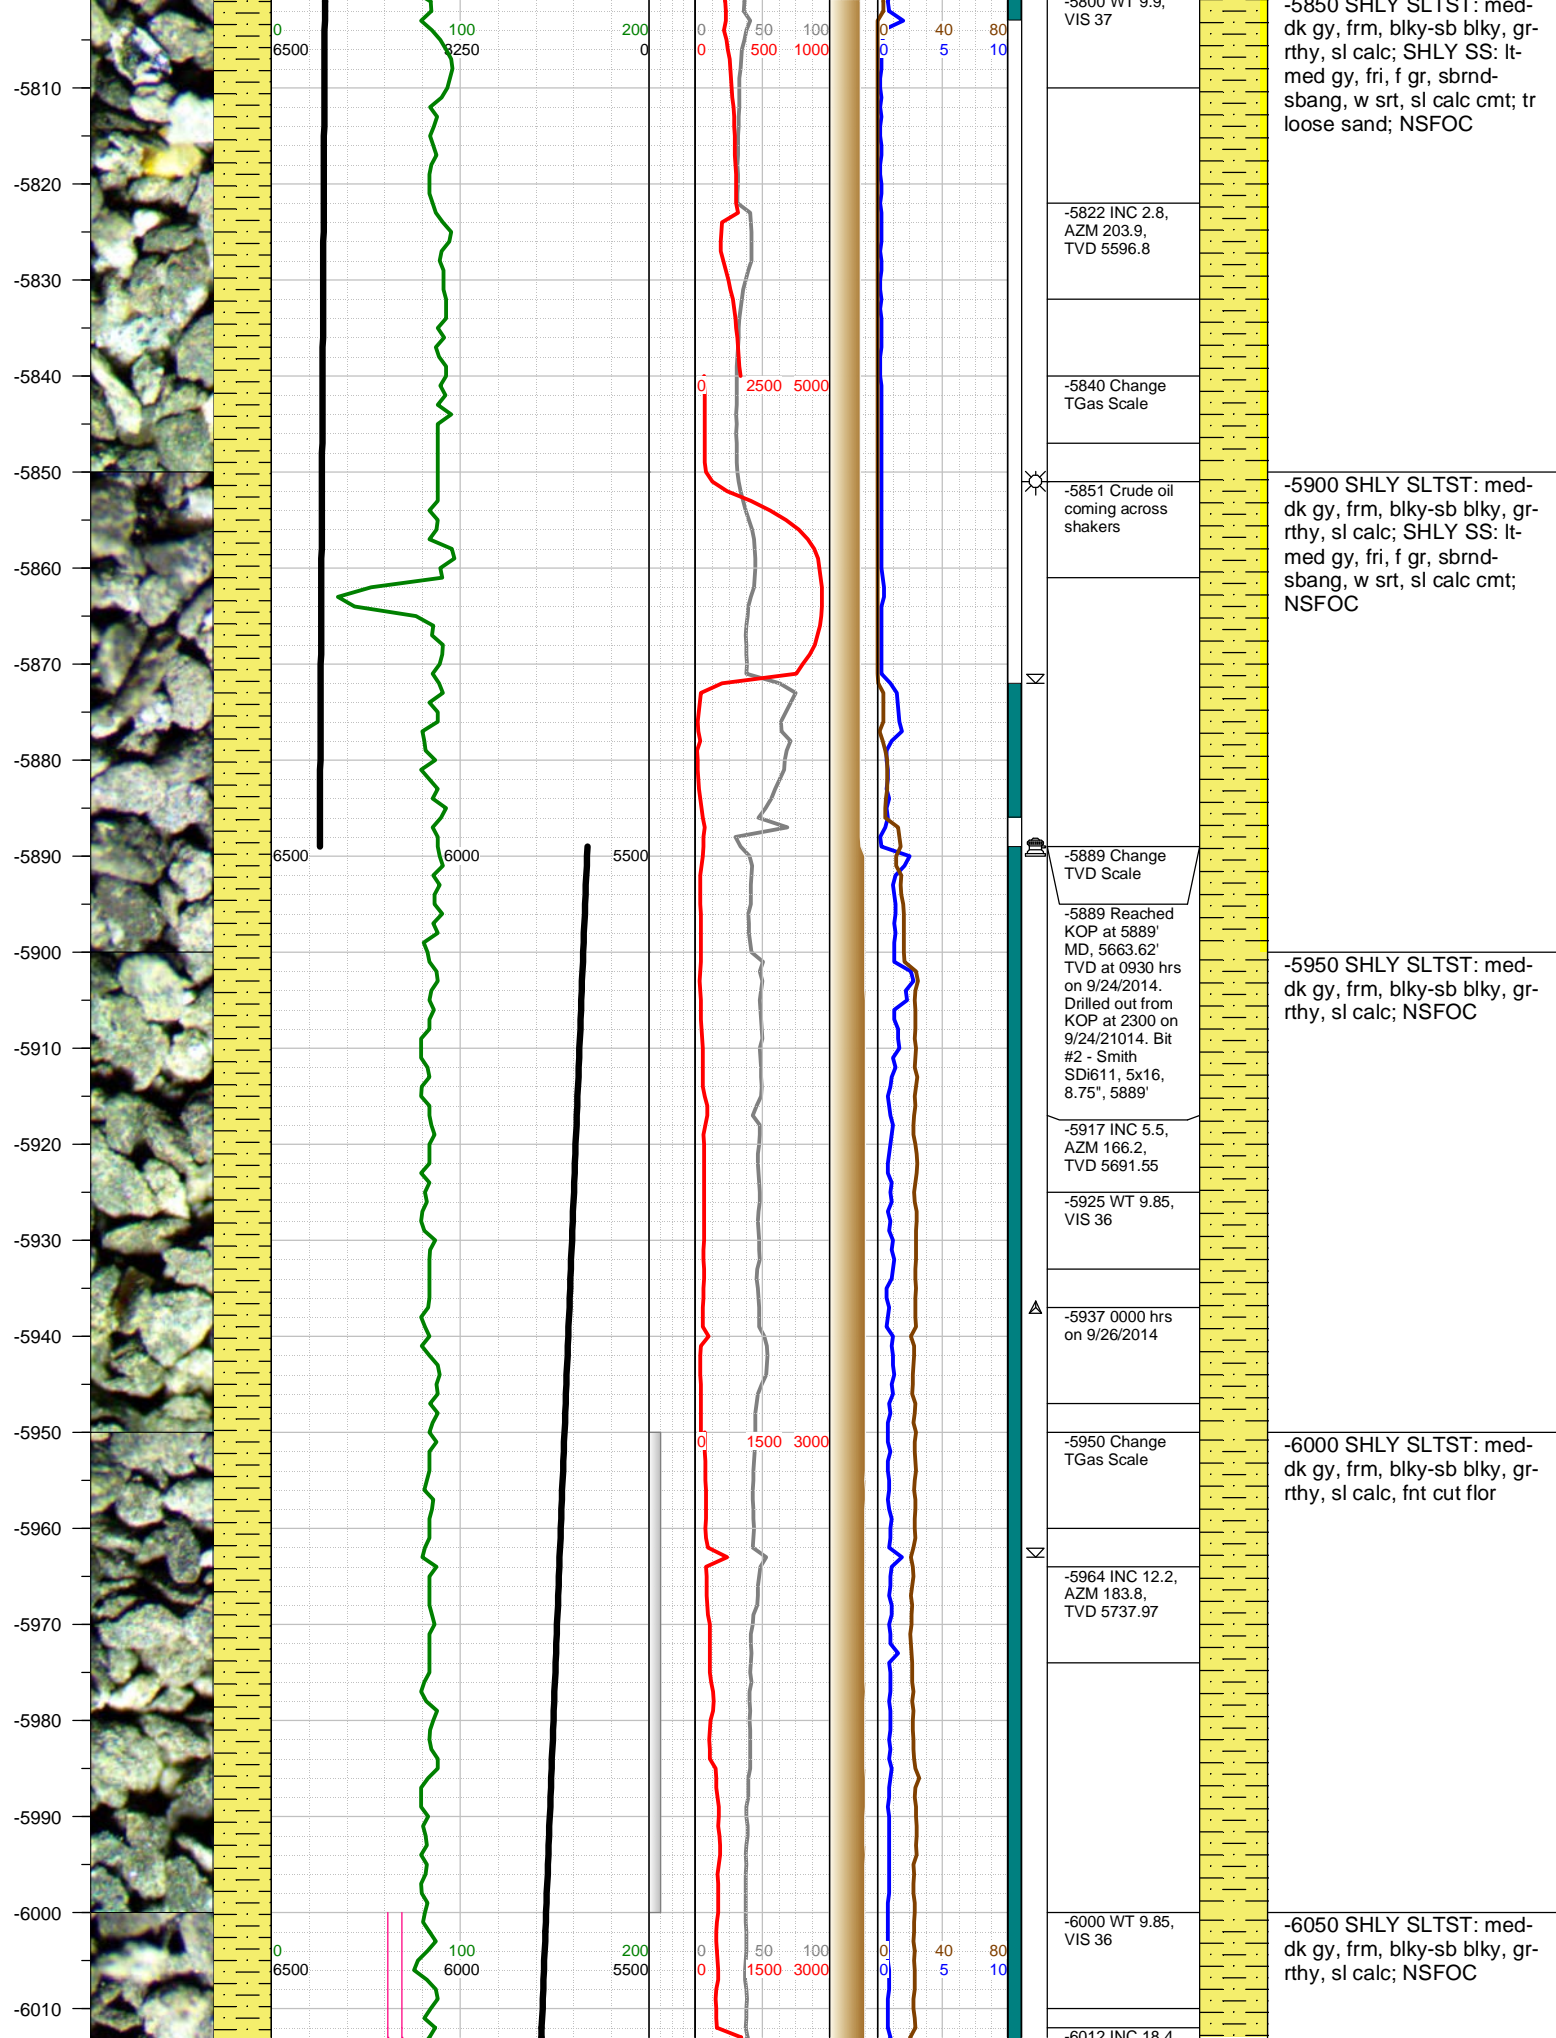 -5800 WT 9.9,
VIS 37
-5850 SHLY SLTST: med-
dk gy, frm, blky-sb blky, gr-
rthy, sl calc; SHLY SS: lt-
med gy, fri, f gr, sbrnd-
sbang, w srt, sl calc cmt; tr
loose sand; NSFOC
0 100 200
6500 3250 0
0 50 100
0 500 1000
0 40 80
0 5 10
-5810
-5820
-5822 INC 2.8,
AZM 203.9,
TVD 5596.8
-5830
-5840
0 2500 5000
-5840 Change
TGas Scale
-5850
-5851 Crude oil
coming across
shakers
-5900 SHLY SLTST: med-
dk gy, frm, blky-sb blky, gr-
rthy, sl calc; SHLY SS: lt-
med gy, fri, f gr, sbrnd-
sbang, w srt, sl calc cmt;
NSFOC
-5860
-5870
-5880
-5890
6500 6000 5500
-5889 Change
TVD Scale
-5889 Reached
KOP at 5889'
MD, 5663.62'
TVD at 0930 hrs
on 9/24/2014.
Drilled out from
KOP at 2300 on
9/24/21014. Bit
#2 - Smith
SDi611, 5x16,
8.75", 5889'
-5900
-5950 SHLY SLTST: med-
dk gy, frm, blky-sb blky, gr-
rthy, sl calc; NSFOC
-5910
-5920
-5917 INC 5.5,
AZM 166.2,
TVD 5691.55
-5925 WT 9.85,
VIS 36
-5930
-5940
-5937 0000 hrs
on 9/26/2014
-5950
0 1500 3000
-5950 Change
TGas Scale
-6000 SHLY SLTST: med-
dk gy, frm, blky-sb blky, gr-
rthy, sl calc, fnt cut flor
-5960
-5964 INC 12.2,
AZM 183.8,
TVD 5737.97
-5970
-5980
-5990
-6000
-6000 WT 9.85,
VIS 36
-6050 SHLY SLTST: med-
dk gy, frm, blky-sb blky, gr-
rthy, sl calc; NSFOC
0 100 200
6500 6000 5500
0 50 100
0 1500 3000
0 40 80
0 5 10
-6010
-6012 INC 18.4